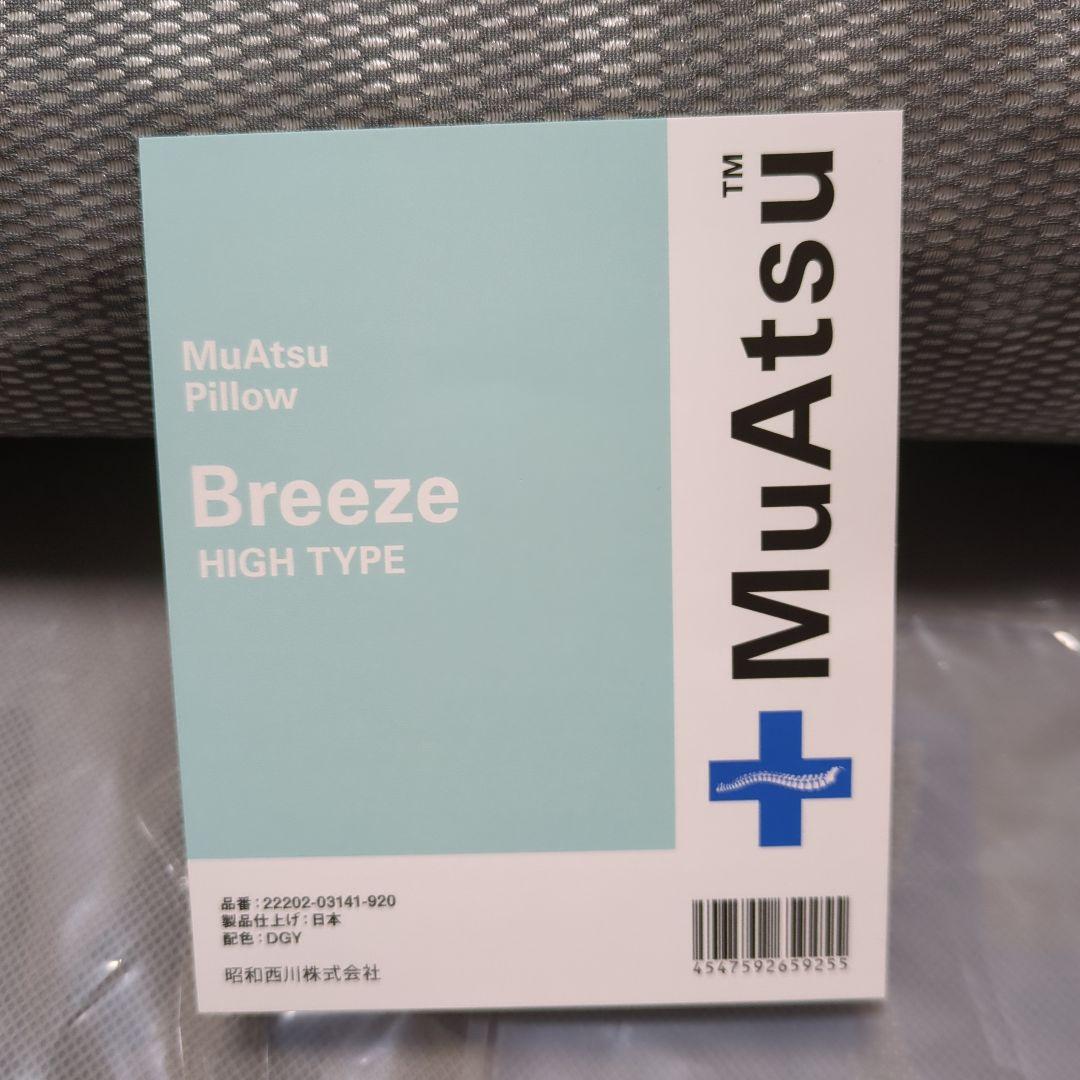 MuAtsu
Pillow
Breeze
HIGH TYPE
MuAtsu™
品番:22202-03141-920
製品仕上げ:日本
配色:DGY
昭和西川株式会社
4547592659255